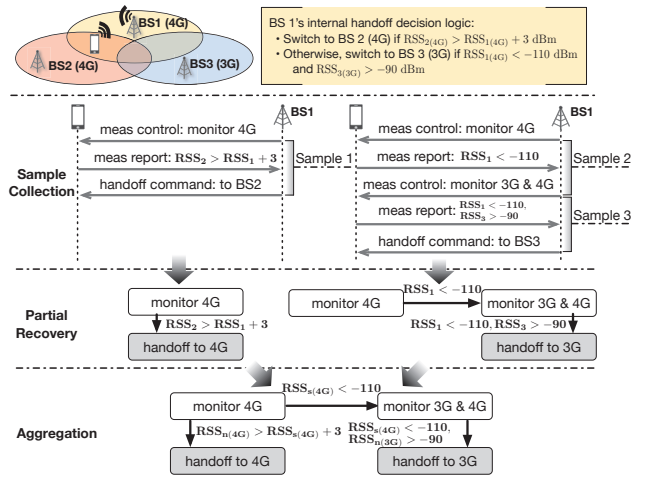 BS1 (4G)
BS2 (4G)
BS3 (3G)
BS 1's internal handoff decision logic:
• Switch to BS 2 (4G) if RSS2(4G) > RSS1(4G) + 3 dBm
• Otherwise, switch to BS 3 (3G) if RSS1(4G) < −110 dBm
and RSS3(3G) > −90 dBm
Sample
Collection
BS1
meas control: monitor 4G
meas report: RSS2 > RSS1 + 3
Sample 1
handoff command: to BS2
BS1
meas control: monitor 4G
meas report: RSS1 < −110
Sample 2
meas control: monitor 3G & 4G
meas report: RSS1 < −110,
RSS3 > −90
Sample 3
handoff command: to BS3
Partial
Recovery
monitor 4G
RSS2 > RSS1 + 3
handoff to 4G
monitor 4G
RSS1 < −110
monitor 3G & 4G
RSS1 < −110, RSS3 > −90
handoff to 3G
Aggregation
monitor 4G
RSSs(4G) < −110
monitor 3G & 4G
RSSn(4G) > RSSs(4G) + 3
RSSs(4G) < −110,
RSSn(3G) > −90
handoff to 4G
handoff to 3G